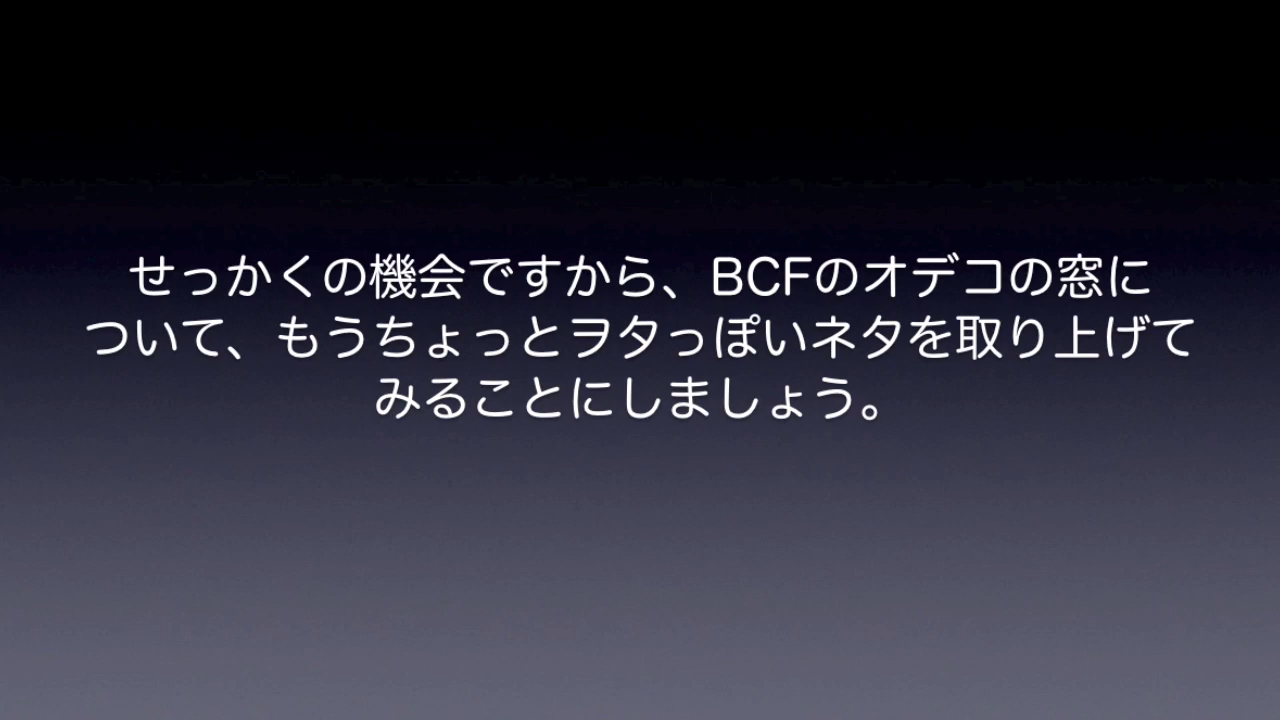 せっかくの機会ですから、BCFのオデコの窓に
ついて、もうちょっとヲタっぽいネタを取り上げて
みることにしましょう。